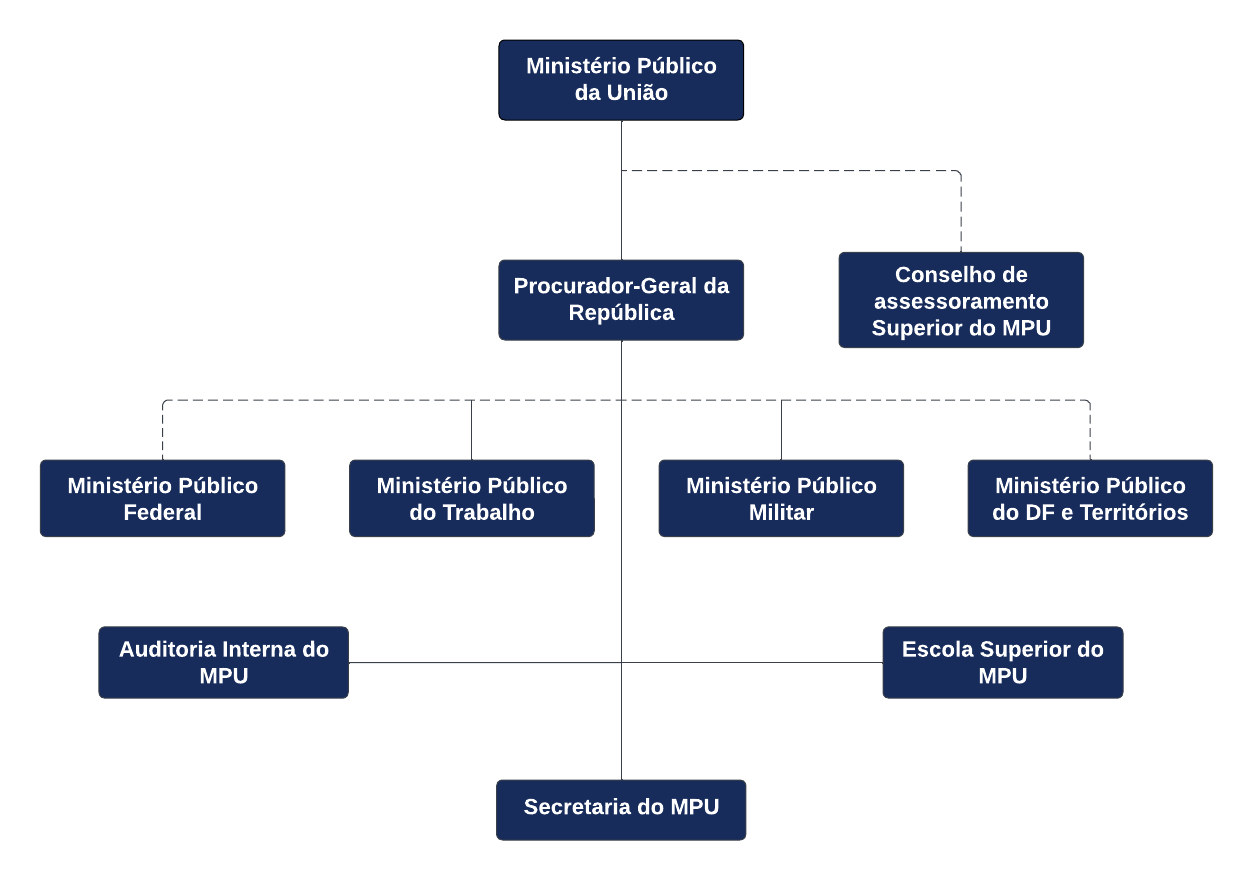 Ministério Público
da União
Procurador-Geral da
República
Conselho de
assessoramento
Superior do MPU
Ministério Público
Federal
Ministério Público
do Trabalho
Ministério Público
Militar
Ministério Público
do DF e Territórios
Auditoria Interna do
MPU
Escola Superior do
MPU
Secretaria do MPU